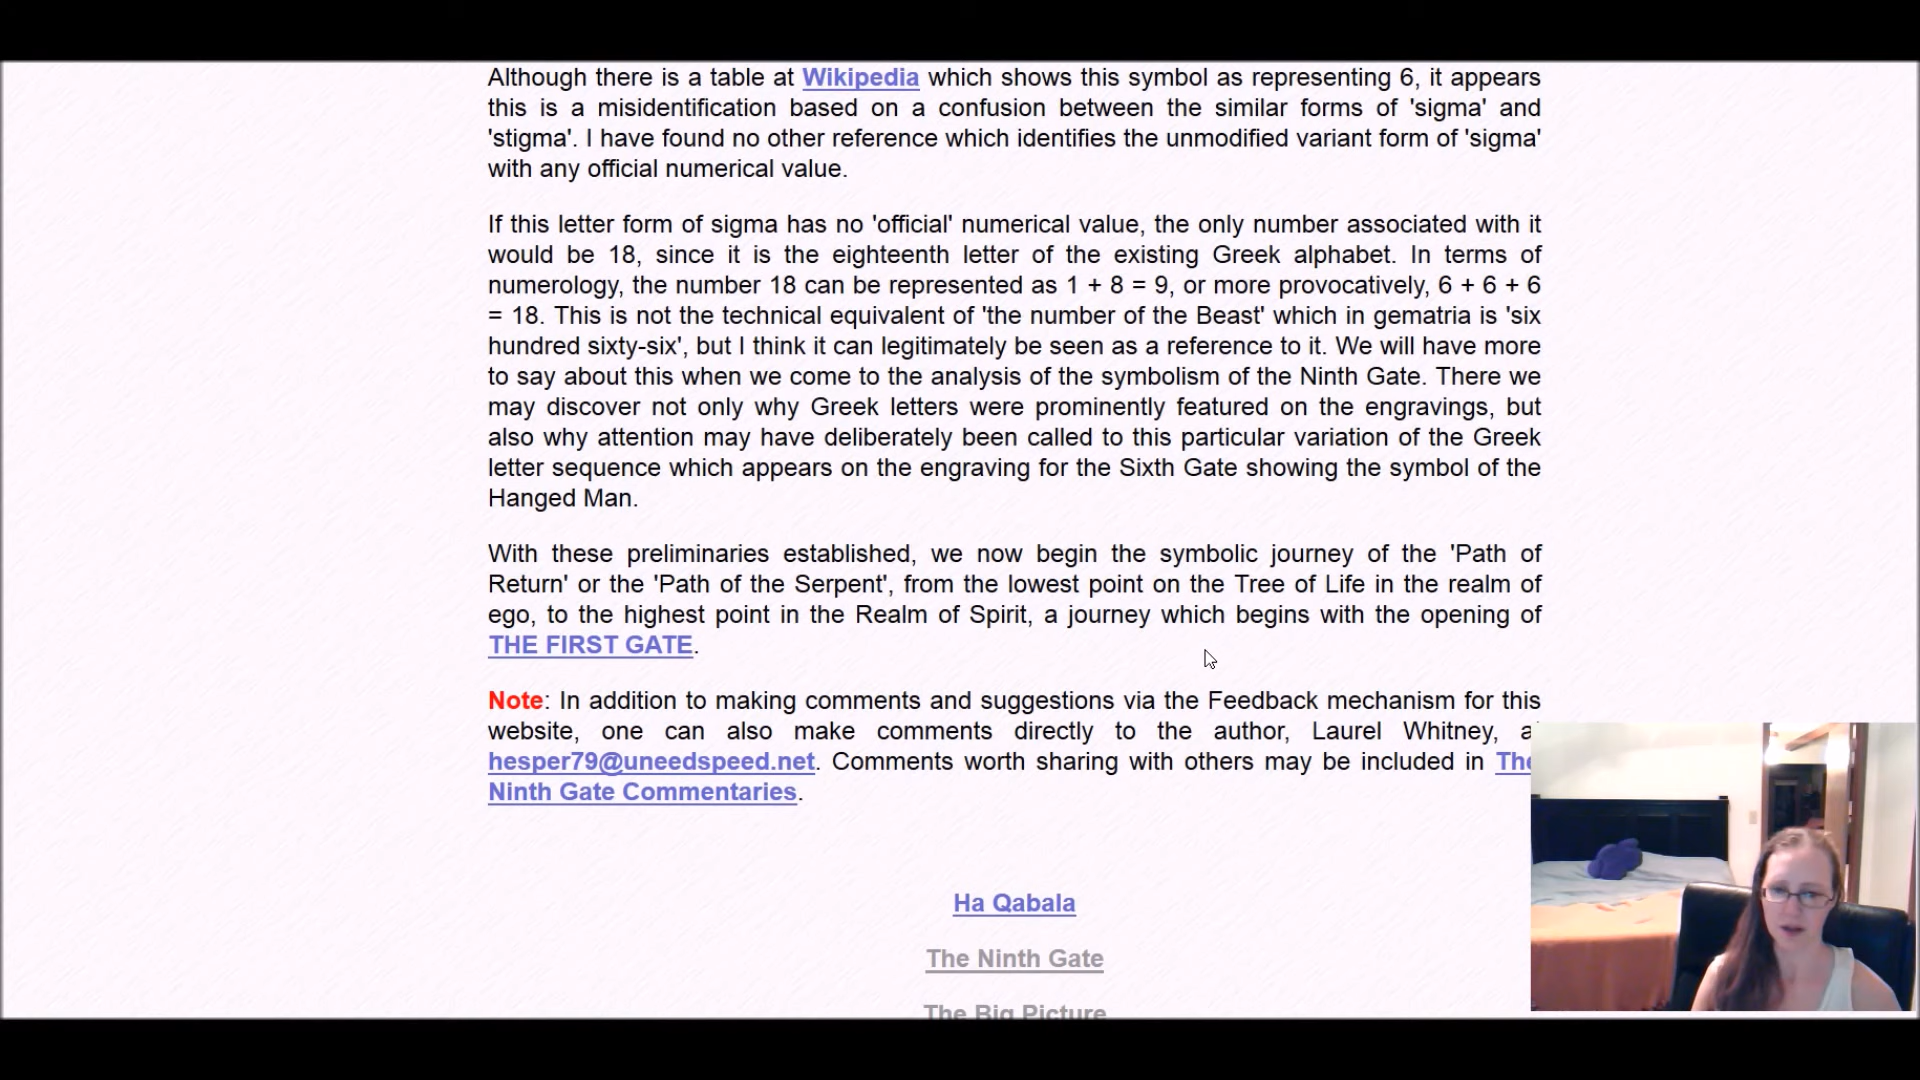 Although there is a table at Wikipedia which shows this symbol as representing 6, it appears
this is a misidentification based on a confusion between the similar forms of 'sigma' and
'stigma'. I have found no other reference which identifies the unmodified variant form of 'sigma'
with any official numerical value.
If this letter form of sigma has no 'official' numerical value, the only number associated with it
would be 18, since it is the eighteenth letter of the existing Greek alphabet. In terms of
numerology, the number 18 can be represented as 1 + 8 = 9, or more provocatively, 6 + 6 + 6
= 18. This is not the technical equivalent of 'the number of the Beast' which in gematria is 'six
hundred sixty-six', but I think it can legitimately be seen as a reference to it. We will have more
to say about this when we come to the analysis of the symbolism of the Ninth Gate. There we
may discover not only why Greek letters were prominently featured on the engravings, but
also why attention may have deliberately been called to this particular variation of the Greek
letter sequence which appears on the engraving for the Sixth Gate showing the symbol of the
Hanged Man.
With these preliminaries established, we now begin the symbolic journey of the 'Path of
Return' or the 'Path of the Serpent', from the lowest point on the Tree of Life in the realm of
ego, to the highest point in the Realm of Spirit, a journey which begins with the opening of
THE FIRST GATE.
Note: In addition to making comments and suggestions via the Feedback mechanism for this
website, one can also make comments directly to the author, Laurel Whitney,
hesper79@uneedspeed.net. Comments worth sharing with others may be included in The
Ninth Gate Commentaries.
Ha Qabala
The Ninth Gate
The Big Picture